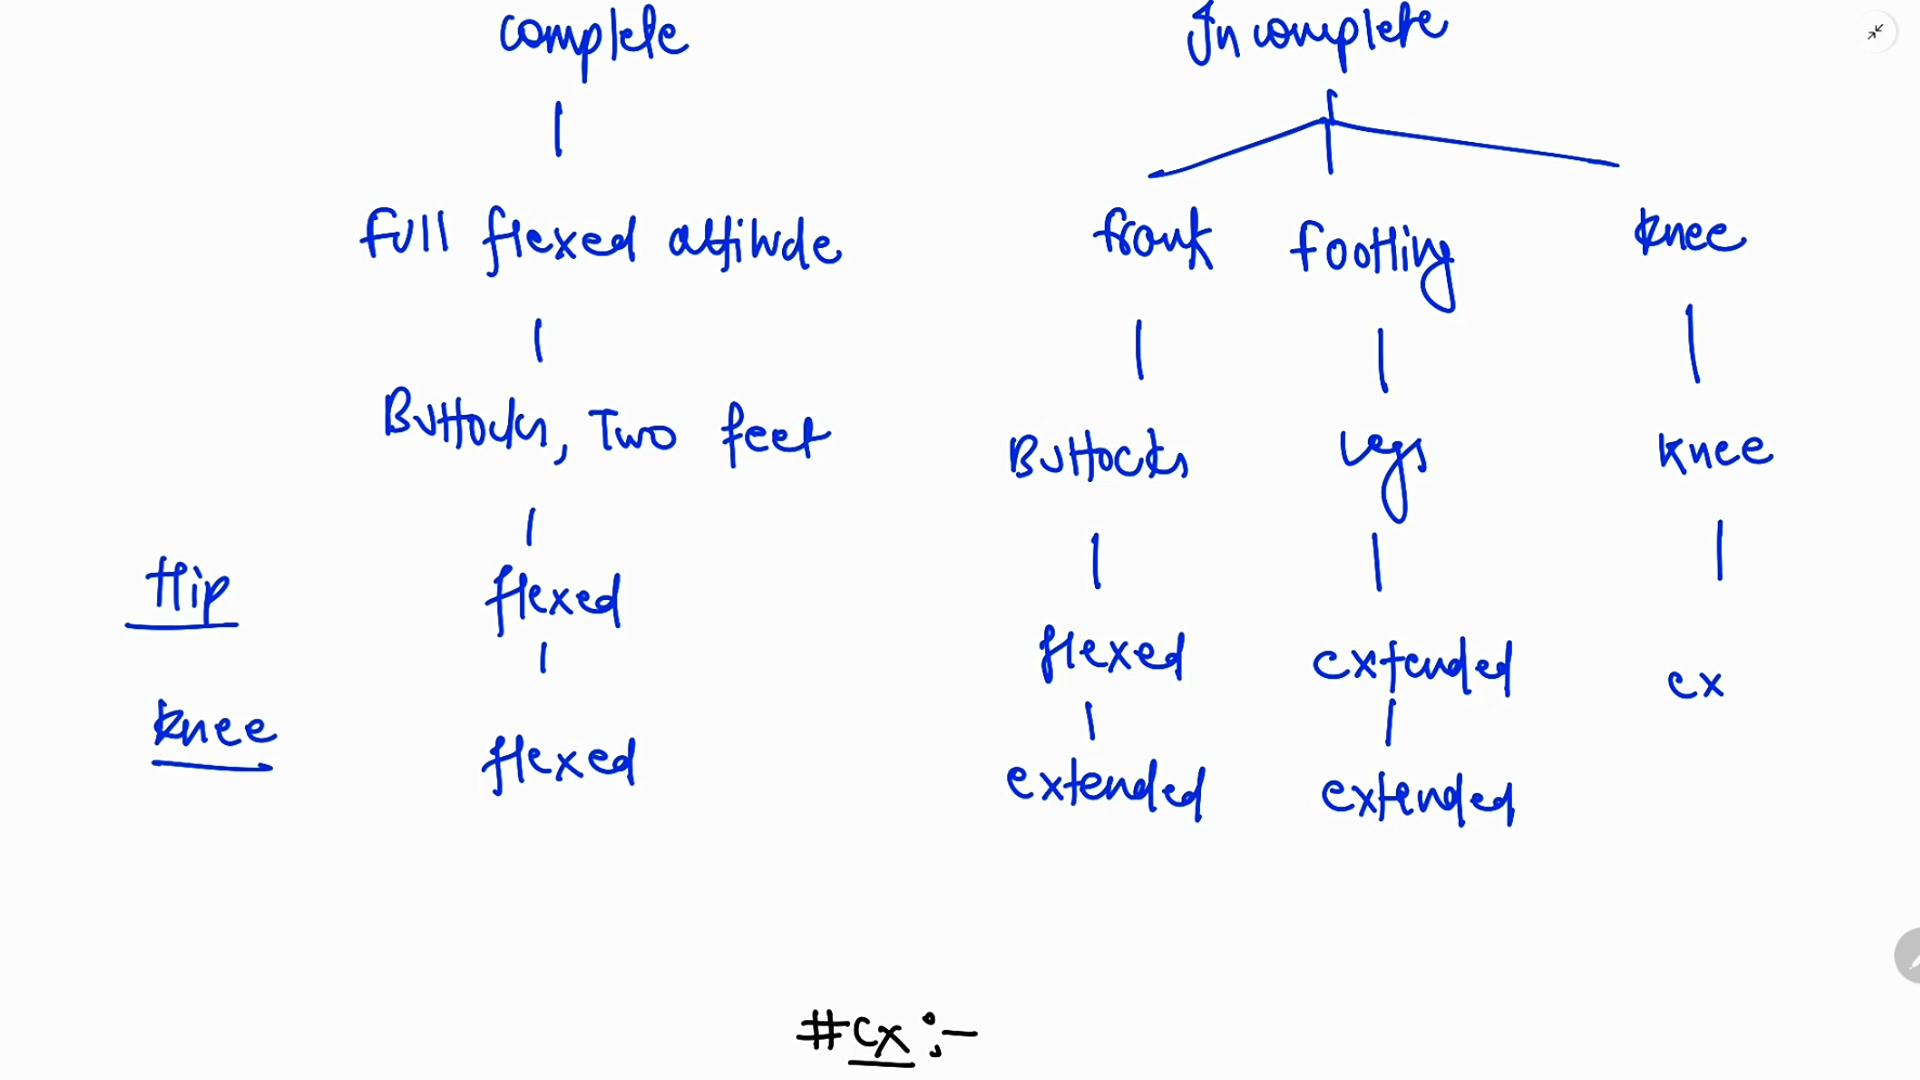 complete Incomplete
Full flexed attitude frank footling knee
Buttocks, Two feet Buttocks legs knee
Hip flexed flexed extended ex
knee flexed extended extended
#cx :-